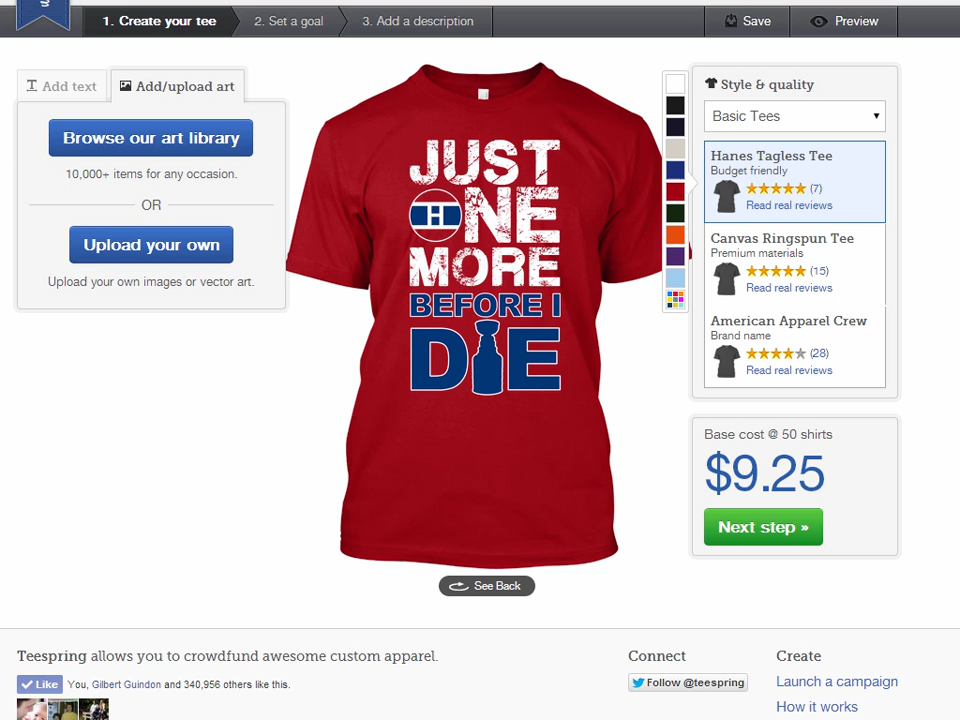 1. Create your tee
2. Set a goal
3. Add a description
Save
Preview
Add text
Add/upload art
Browse our art library
10,000+ items for any occasion.
OR
Upload your own
Upload your own images or vector art.
JUST
ONE
MORE
BEFORE I
DIE
See Back
Style & quality
Basic Tees
Hanes Tagless Tee
Budget friendly
(7)
Read real reviews
Canvas Ringspun Tee
Premium materials
(15)
Read real reviews
American Apparel Crew
Brand name
(28)
Read real reviews
Base cost @ 50 shirts
$9.25
Next step »
Teespring allows you to crowdfund awesome custom apparel.
Like
You, Gilbert Guindon and 340,956 others like this.
Connect
Follow @teespring
Create
Launch a campaign
How it works